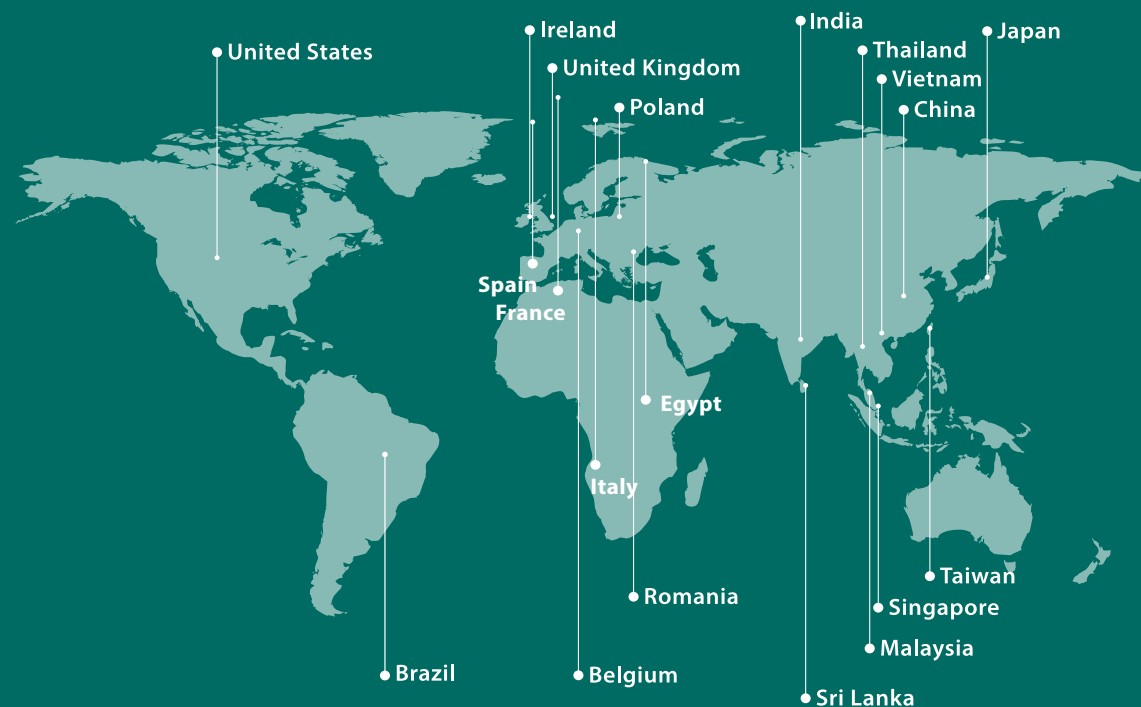 India
Ireland
Japan
United States
Thailand
United Kingdom
Vietnam
Poland
China
Spain
France
Egypt
Italy
Taiwan
Romania
Singapore
Malaysia
Brazil
Belgium
Sri Lanka